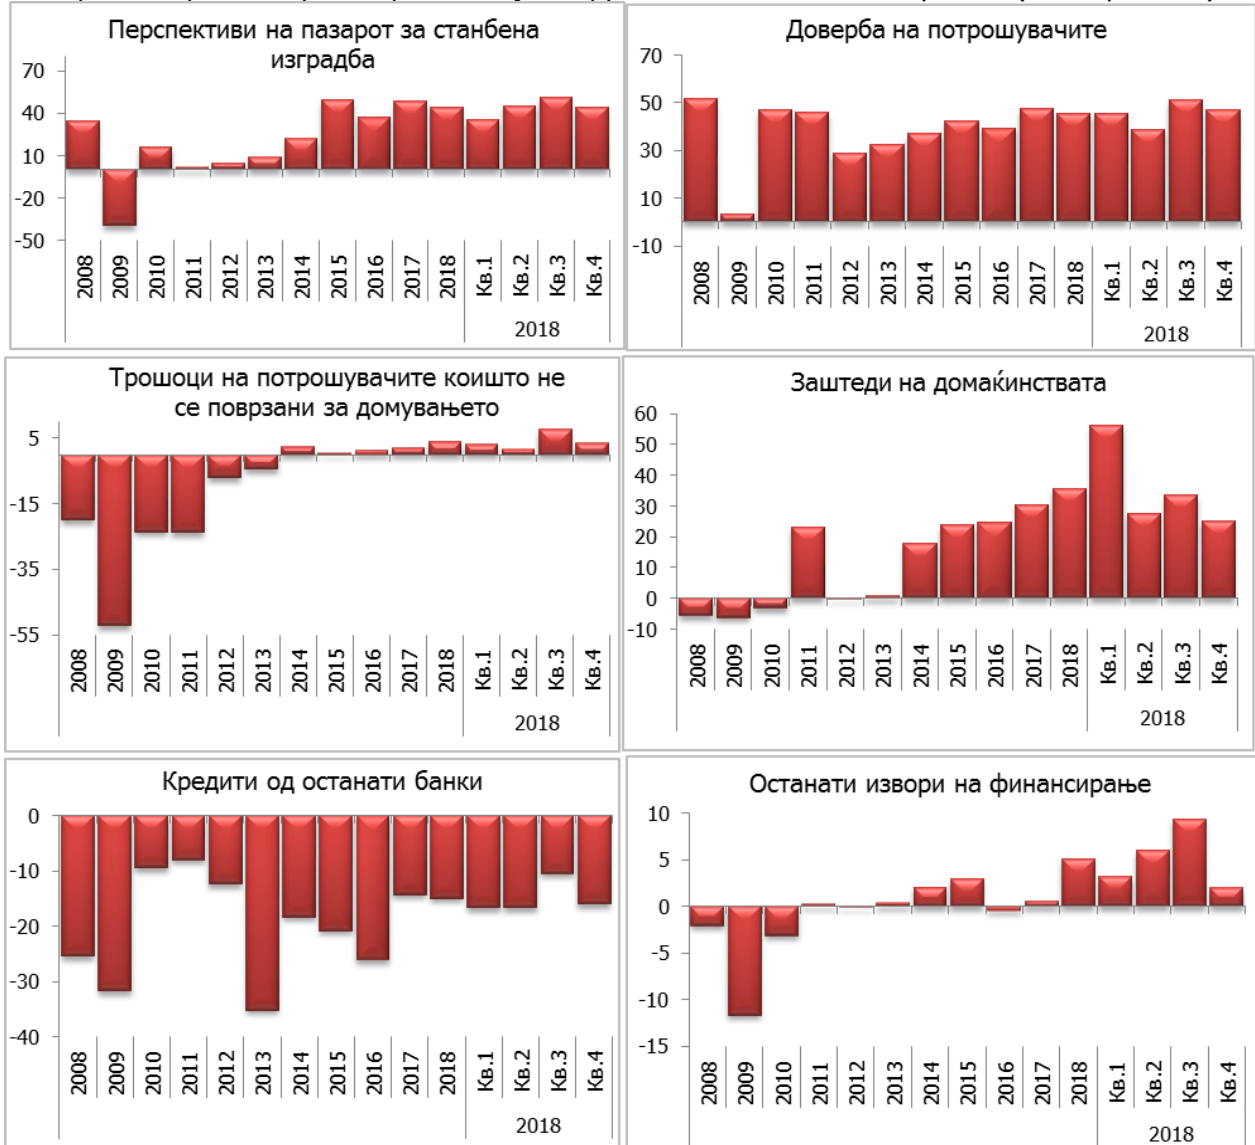 Перспективи на пазарот за станбена
изградба
70
40
10
-20
-50
2008 2009 2010 2011 2012 2013 2014 2015 2016 2017 2018 Кв.1 Кв.2 Кв.3 Кв.4
2018
Доверба на потрошувачите
70
50
30
10
-10
2008 2009 2010 2011 2012 2013 2014 2015 2016 2017 2018 Кв.1 Кв.2 Кв.3 Кв.4
2018
Трошоци на потрошувачите коишто не
се поврзани за домувањето
5
-15
-35
-55
2008 2009 2010 2011 2012 2013 2014 2015 2016 2017 2018 Кв.1 Кв.2 Кв.3 Кв.4
2018
Заштеди на домаќинствата
60
50
40
30
20
10
0
-10
2008 2009 2010 2011 2012 2013 2014 2015 2016 2017 2018 Кв.1 Кв.2 Кв.3 Кв.4
2018
Кредити од останати банки
0
-10
-20
-30
-40
2008 2009 2010 2011 2012 2013 2014 2015 2016 2017 2018 Кв.1 Кв.2 Кв.3 Кв.4
2018
Останати извори на финансирање
10
5
0
-5
-10
-15
2008 2009 2010 2011 2012 2013 2014 2015 2016 2017 2018 Кв.1 Кв.2 Кв.3 Кв.4
2018